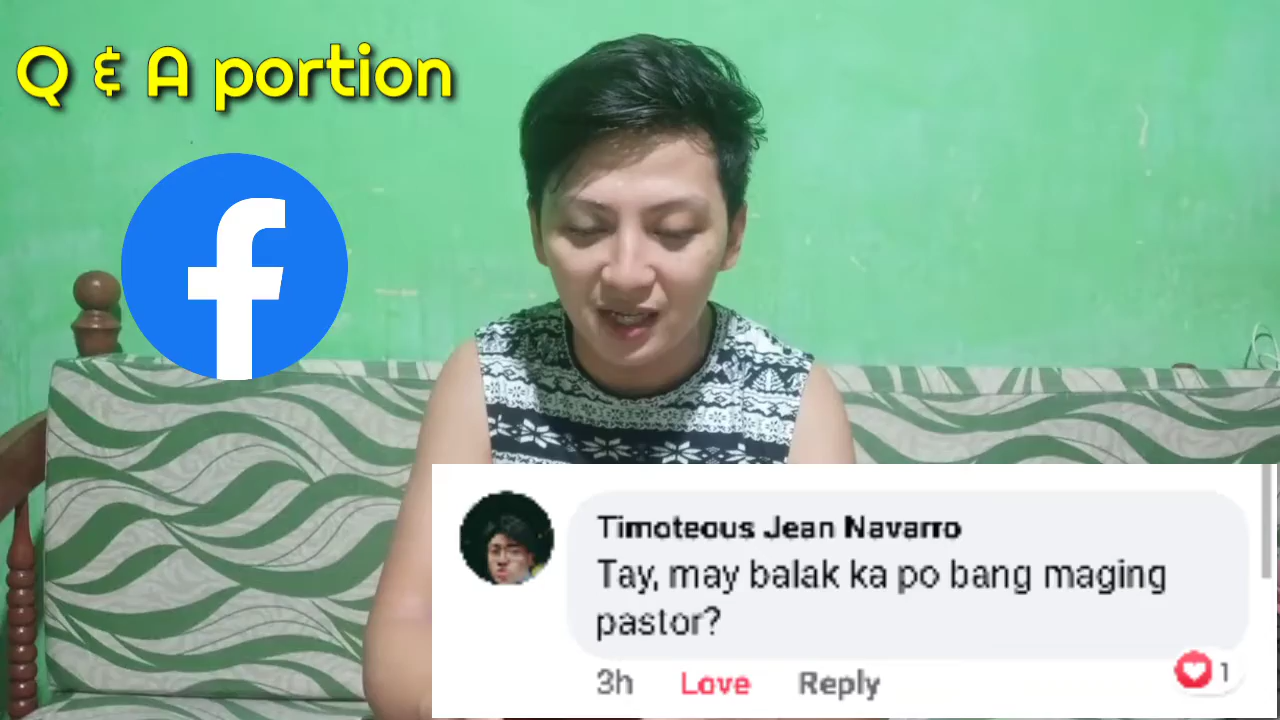 Q & A portion
Timoteous Jean Navarro
Tay, may balak ka po bang maging
pastor?
3h Love Reply
1